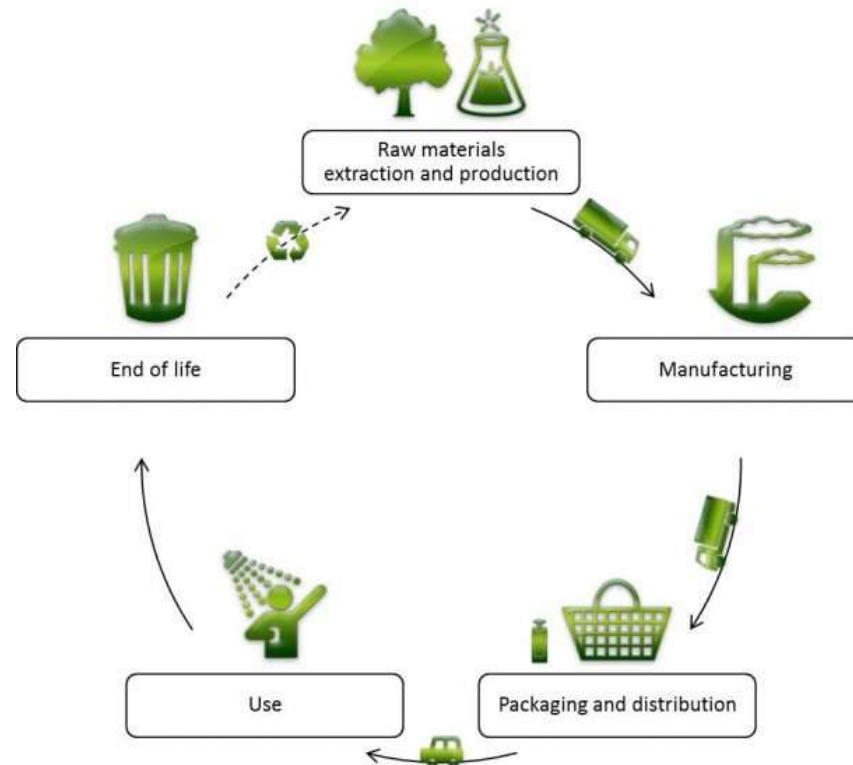 Raw materials
extraction and production
End of life
Manufacturing
Use
Packaging and distribution